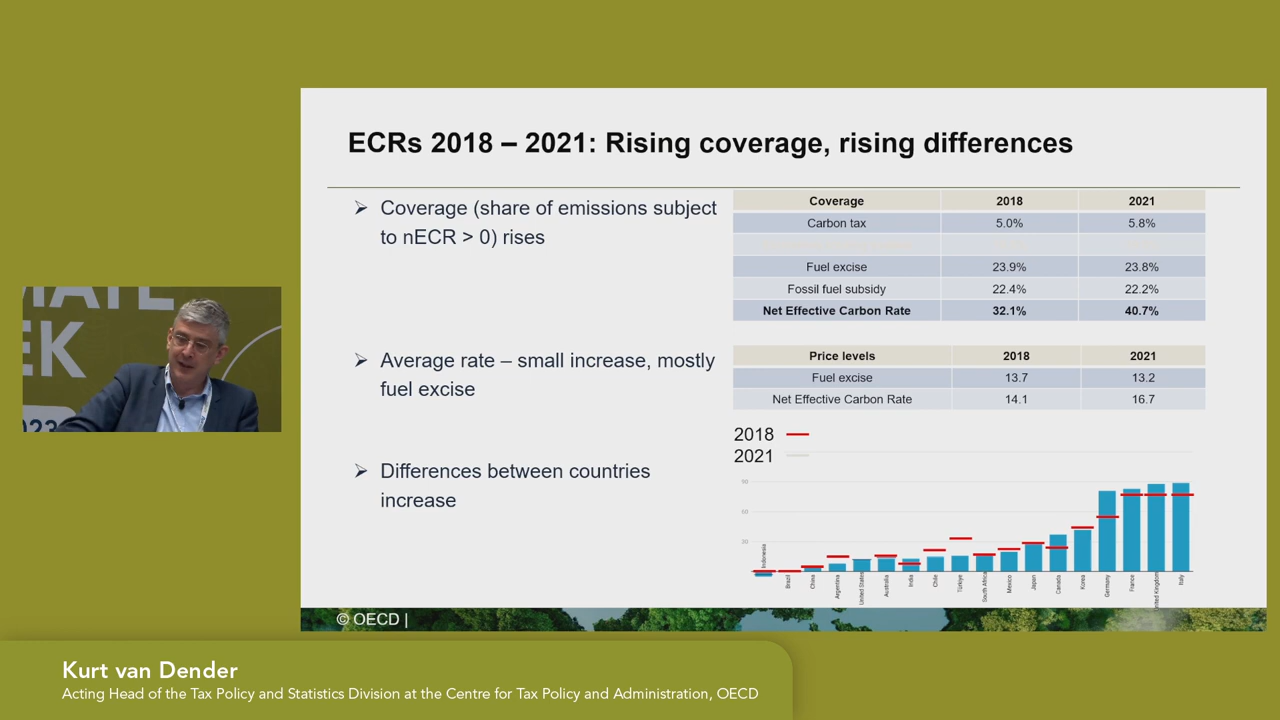 ECRs 2018 – 2021: Rising coverage, rising differences
➢ Coverage (share of emissions subject
to nECR > 0) rises
➢ Average rate – small increase, mostly
fuel excise
➢ Differences between countries
increase
Coverage 2018 2021
Carbon tax 5.0% 5.8%
Fuel excise 23.9% 23.8%
Fossil fuel subsidy 22.4% 22.2%
Net Effective Carbon Rate 32.1% 40.7%
Price levels 2018 2021
Fuel excise 13.7 13.2
Net Effective Carbon Rate 14.1 16.7
2018
2021
90
60
30
Indonesia
Brazil
China
Argentina
United States
Australia
India
Chile
Türkiye
South Africa
Mexico
Japan
Canada
Korea
Germany
France
United Kingdom
Italy
© OECD |
MATE
EK
023
Kurt van Dender
Acting Head of the Tax Policy and Statistics Division at the Centre for Tax Policy and Administration, OECD